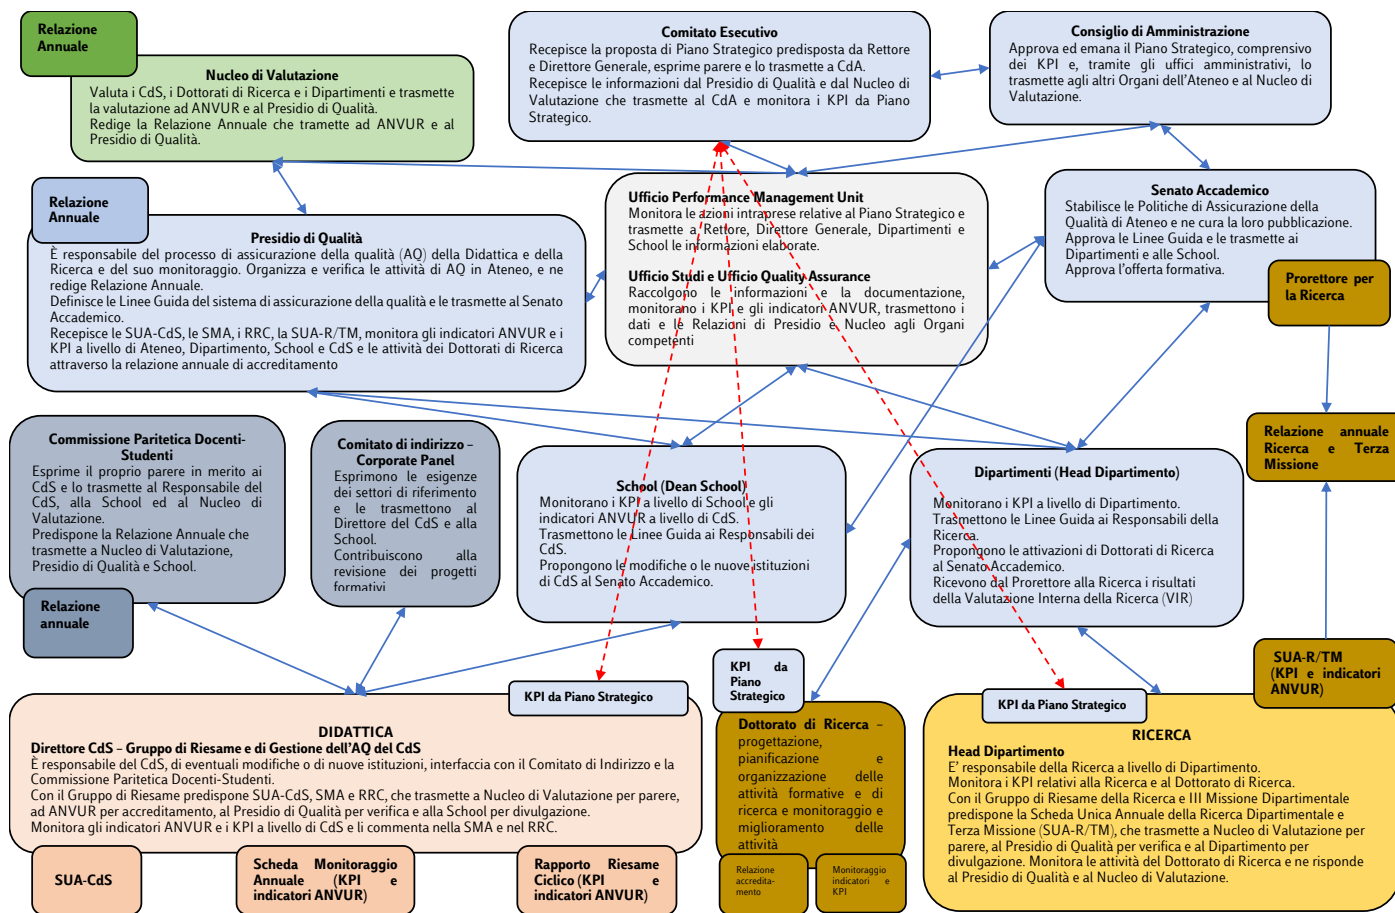 Relazione
Annuale
Nucleo di Valutazione
Valuta i CdS, i Dottorati di Ricerca e i Dipartimenti e trasmette
la valutazione ad ANVUR e al Presidio di Qualità.
Redige la Relazione Annuale che tramette ad ANVUR e al
Presidio di Qualità.
Comitato Esecutivo
Recepisce la proposta di Piano Strategico predisposta da Rettore
e Direttore Generale, esprime parere e lo trasmette a CdA.
Recepisce le informazioni dal Presidio di Qualità e dal Nucleo di
Valutazione che trasmette al CdA e monitora i KPI da Piano
Strategico.
Consiglio di Amministrazione
Approva ed emana il Piano Strategico, comprensivo
dei KPI e, tramite gli uffici amministrativi, lo
trasmette agli altri Organi dell'Ateneo e al Nucleo di
Valutazione.
Relazione
Annuale
Presidio di Qualità
È responsabile del processo di assicurazione della qualità (AQ) della Didattica e della
Ricerca e del suo monitoraggio. Organizza e verifica le attività di AQ in Ateneo, e ne
redige Relazione Annuale.
Definisce le Linee Guida del sistema di assicurazione della qualità e le trasmette al Senato
Accademico.
Recepisce le SUA-CdS, le SMA, i RRC, la SUA-R/TM, monitora gli indicatori ANVUR e i
KPI a livello di Ateneo, Dipartimento, School e CdS e le attività dei Dottorati di Ricerca
attraverso la relazione annuale di accreditamento
Ufficio Performance Management Unit
Monitora le azioni intraprese relative al Piano Strategico e
trasmette a Rettore, Direttore Generale, Dipartimenti e
School le informazioni elaborate.
Ufficio Studi e Ufficio Quality Assurance
Raccolgono le informazioni e la documentazione,
monitorano i KPI e gli indicatori ANVUR, trasmettono i
dati e le Relazioni di Presidio e Nucleo agli Organi
competenti
Senato Accademico
Stabilisce le Politiche di Assicurazione della
Qualità di Ateneo e ne cura la loro pubblicazione.
Approva le Linee Guida e le trasmette ai
Dipartimenti e alle School.
Approva l'offerta formativa.
Prorettore per
la Ricerca
Commissione Paritetica Docenti-
Studenti
Esprime il proprio parere in merito ai
CdS e lo trasmette al Responsabile del
CdS, alla School ed al Nucleo di
Valutazione.
Predispone la Relazione Annuale che
trasmette a Nucleo di Valutazione,
Presidio di Qualità e School.
Relazione
annuale
Comitato di indirizzo –
Corporate Panel
Esprimono le esigenze
dei settori di riferimento
e le trasmettono al
Direttore del CdS e alla
School.
Contribuiscono alla
revisione dei progetti
formativi
School (Dean School)
Monitorano i KPI a livello di School e gli
indicatori ANVUR a livello di CdS.
Trasmettono le Linee Guida ai Responsabili dei
CdS.
Propongono le modifiche o le nuove istituzioni
di CdS al Senato Accademico.
Dipartimenti (Head Dipartimento)
Monitorano i KPI a livello di Dipartimento.
Trasmettono le Linee Guida ai Responsabili della
Ricerca.
Propongono le attivazioni di Dottorati di Ricerca
al Senato Accademico.
Ricevono dal Prorettore alla Ricerca i risultati
della Valutazione Interna della Ricerca (VIR)
Relazione annuale
Ricerca e Terza
Missione
SUA-R/TM
(KPI e indicatori
ANVUR)
KPI da Piano Strategico
DIDATTICA
Direttore CdS – Gruppo di Riesame e di Gestione dell'AQ del CdS
È responsabile del CdS, di eventuali modifiche o di nuove istituzioni, interfaccia con il Comitato di Indirizzo e la
Commissione Paritetica Docenti-Studenti.
Con il Gruppo di Riesame predispone SUA-CdS, SMA e RRC, che trasmette a Nucleo di Valutazione per parere,
ad ANVUR per accreditamento, al Presidio di Qualità per verifica e alla School per divulgazione.
Monitora gli indicatori ANVUR e i KPI a livello di CdS e li commenta nella SMA e nel RRC.
SUA-CdS
Scheda Monitoraggio
Annuale (KPI e
indicatori ANVUR)
Rapporto Riesame
Ciclico (KPI e
indicatori ANVUR)
KPI da
Piano
Strategico
Dottorato di Ricerca –
progettazione,
pianificazione e
organizzazione delle
attività formative e di
ricerca e monitoraggio e
miglioramento delle
attività
Relazione
accredita-
mento
Monitoraggio
indicatori e
KPI
KPI da Piano Strategico
RICERCA
Head Dipartimento
E' responsabile della Ricerca a livello di Dipartimento.
Monitora i KPI relativi alla Ricerca e al Dottorato di Ricerca.
Con il Gruppo di Riesame della Ricerca e III Missione Dipartimentale
predispone la Scheda Unica Annuale della Ricerca Dipartimentale e
Terza Missione (SUA-R/TM), che trasmette a Nucleo di Valutazione per
parere, al Presidio di Qualità per verifica e al Dipartimento per
divulgazione. Monitora le attività del Dottorato di Ricerca e ne risponde
al Presidio di Qualità e al Nucleo di Valutazione.